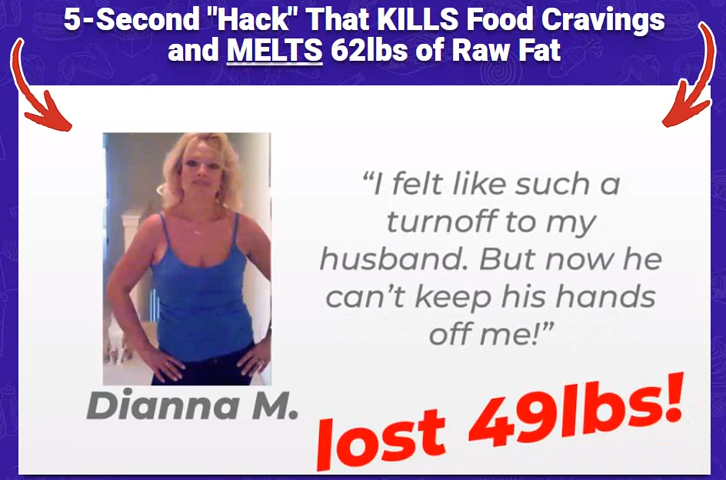 5-Second "Hack" That KILLS Food Cravings
and MELTS 62lbs of Raw Fat
“I felt like such a
turnoff to my
husband. But now he
can’t keep his hands
off me!”
Dianna M.
lost 49lbs!